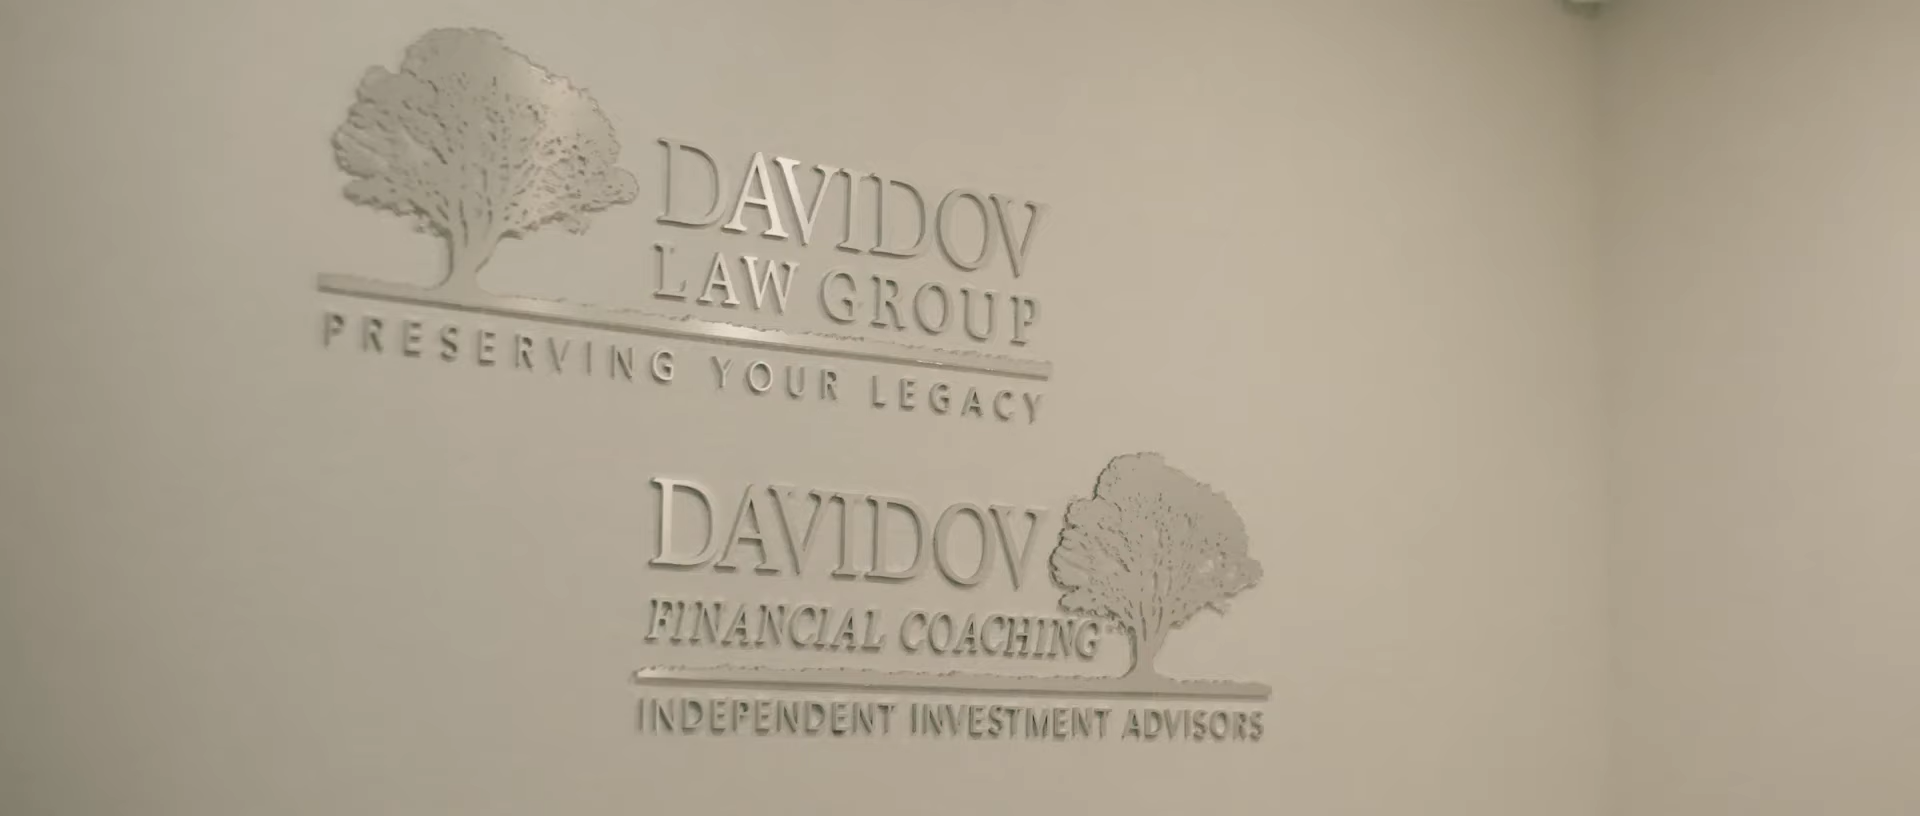 DAVIDOV
LAW GROUP
PRESERVING YOUR LEGACY
DAVIDOV
FINANCIAL COACHING
INDEPENDENT INVESTMENT ADVISORS